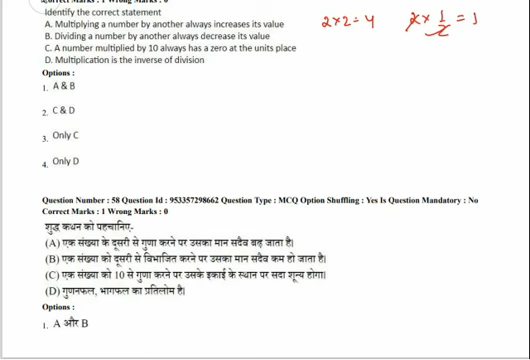 Identify the correct statement
A. Multiplying a number by another always increases its value
B. Dividing a number by another always decrease its value
C. A number multiplied by 10 always has a zero at the units place
D. Multiplication is the inverse of division
2×2=4 2 × 1/2 = 1
Options :
1. A & B
2. C & D
3. Only C
4. Only D
Question Number : 58 Question Id : 953357298662 Question Type : MCQ Option Shuffling : Yes Is Question Mandatory : No
Correct Marks : 1 Wrong Marks : 0
शुद्ध कथन को पहचानिए-
(A) एक संख्या के दूसरी से गुणा करने पर उसका मान सदैव बढ़ जाता है।
(B) एक संख्या को दूसरी से विभाजित करने पर उसका मान सदैव कम हो जाता है।
(C) एक संख्या को 10 से गुणा करने पर उसके इकाई के स्थान पर सदा शून्य होगा।
(D) गुणनफल, भागफल का प्रतिलोम है।
Options :
1. A और B